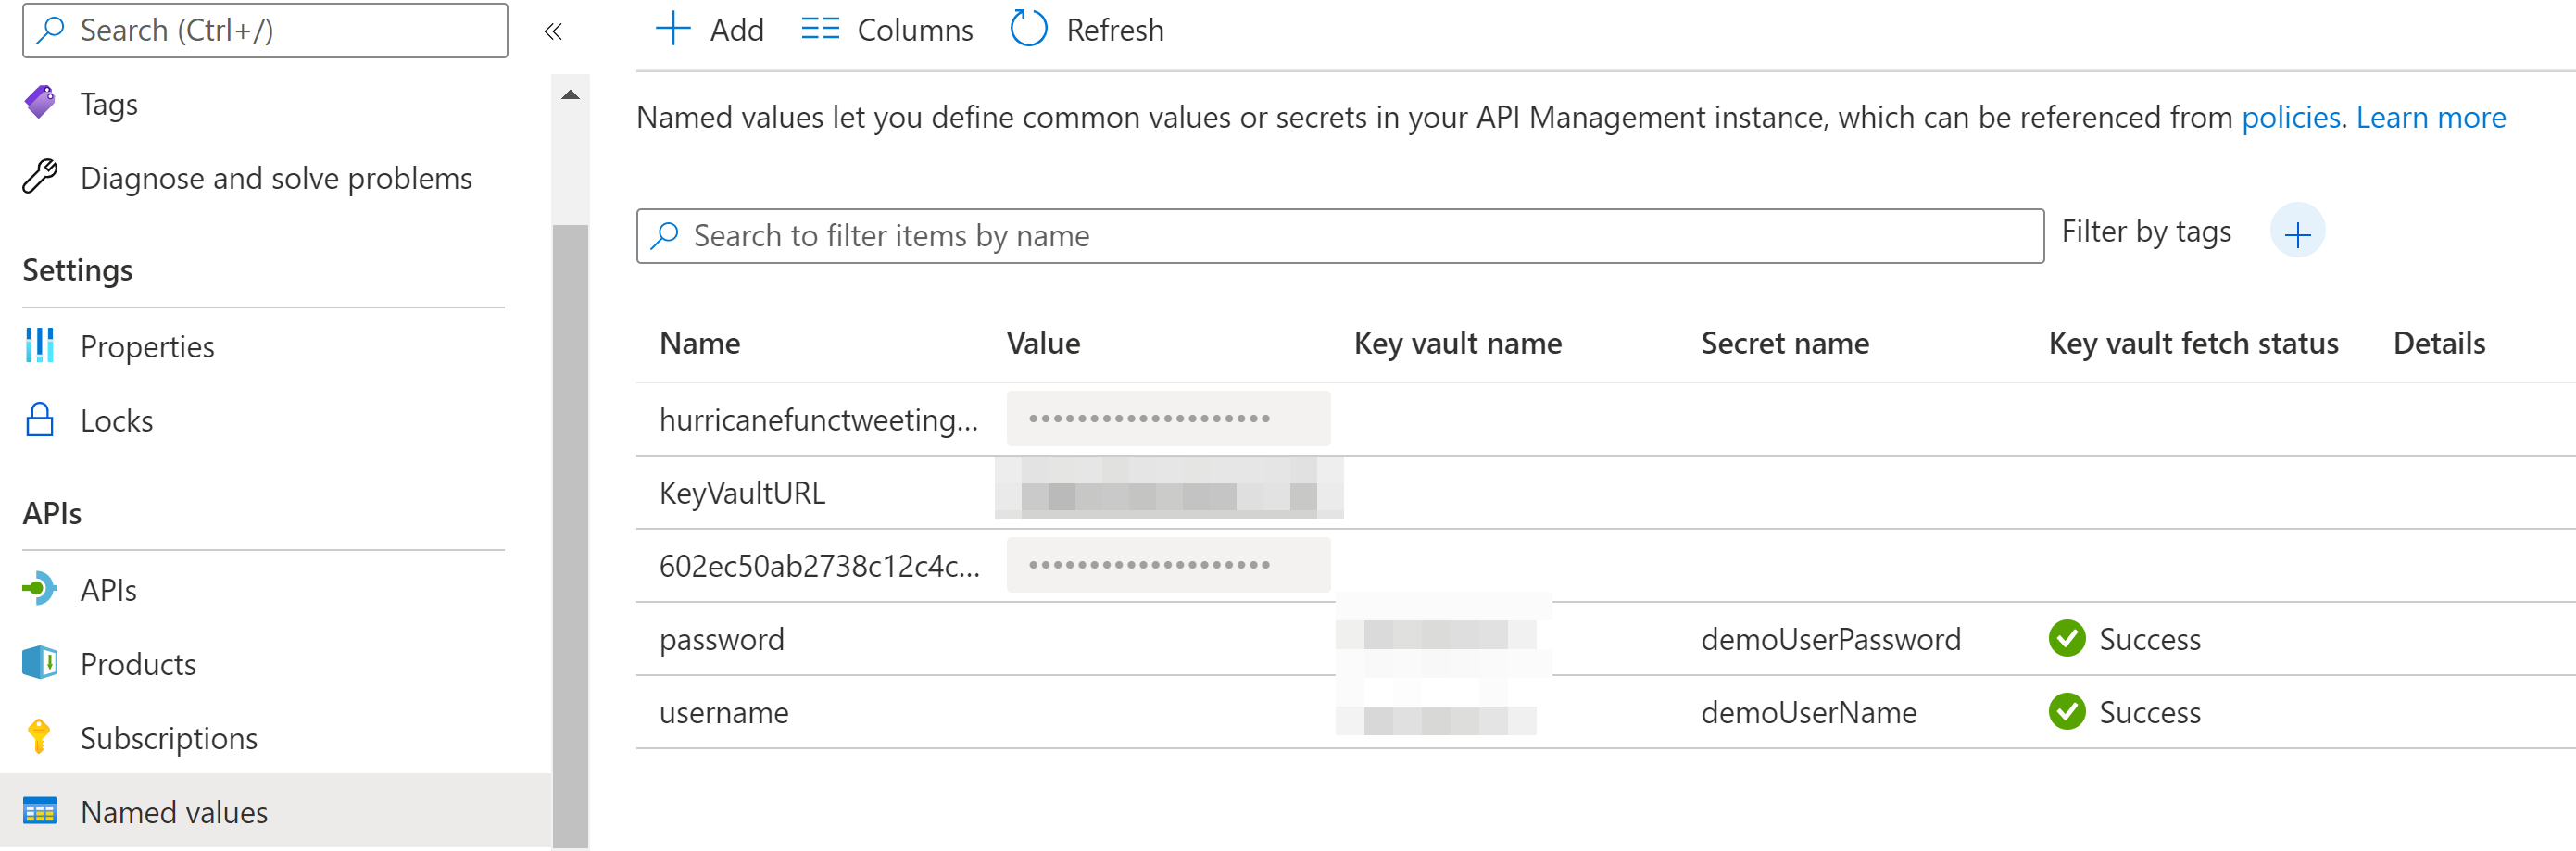 Search (Ctrl+/)
«
Tags
Diagnose and solve problems
Settings
Properties
Locks
APIs
APIs
Products
Subscriptions
Named values
Add Columns Refresh
Named values let you define common values or secrets in your API Management instance, which can be referenced from policies. Learn more
Search to filter items by name Filter by tags
Name Value Key vault name Secret name Key vault fetch status Details
hurricanefunctweeting... ••••••••••••••••••••
KeyVaultURL
602ec50ab2738c12c4c... ••••••••••••••••••••
password demoUserPassword Success
username demoUserName Success